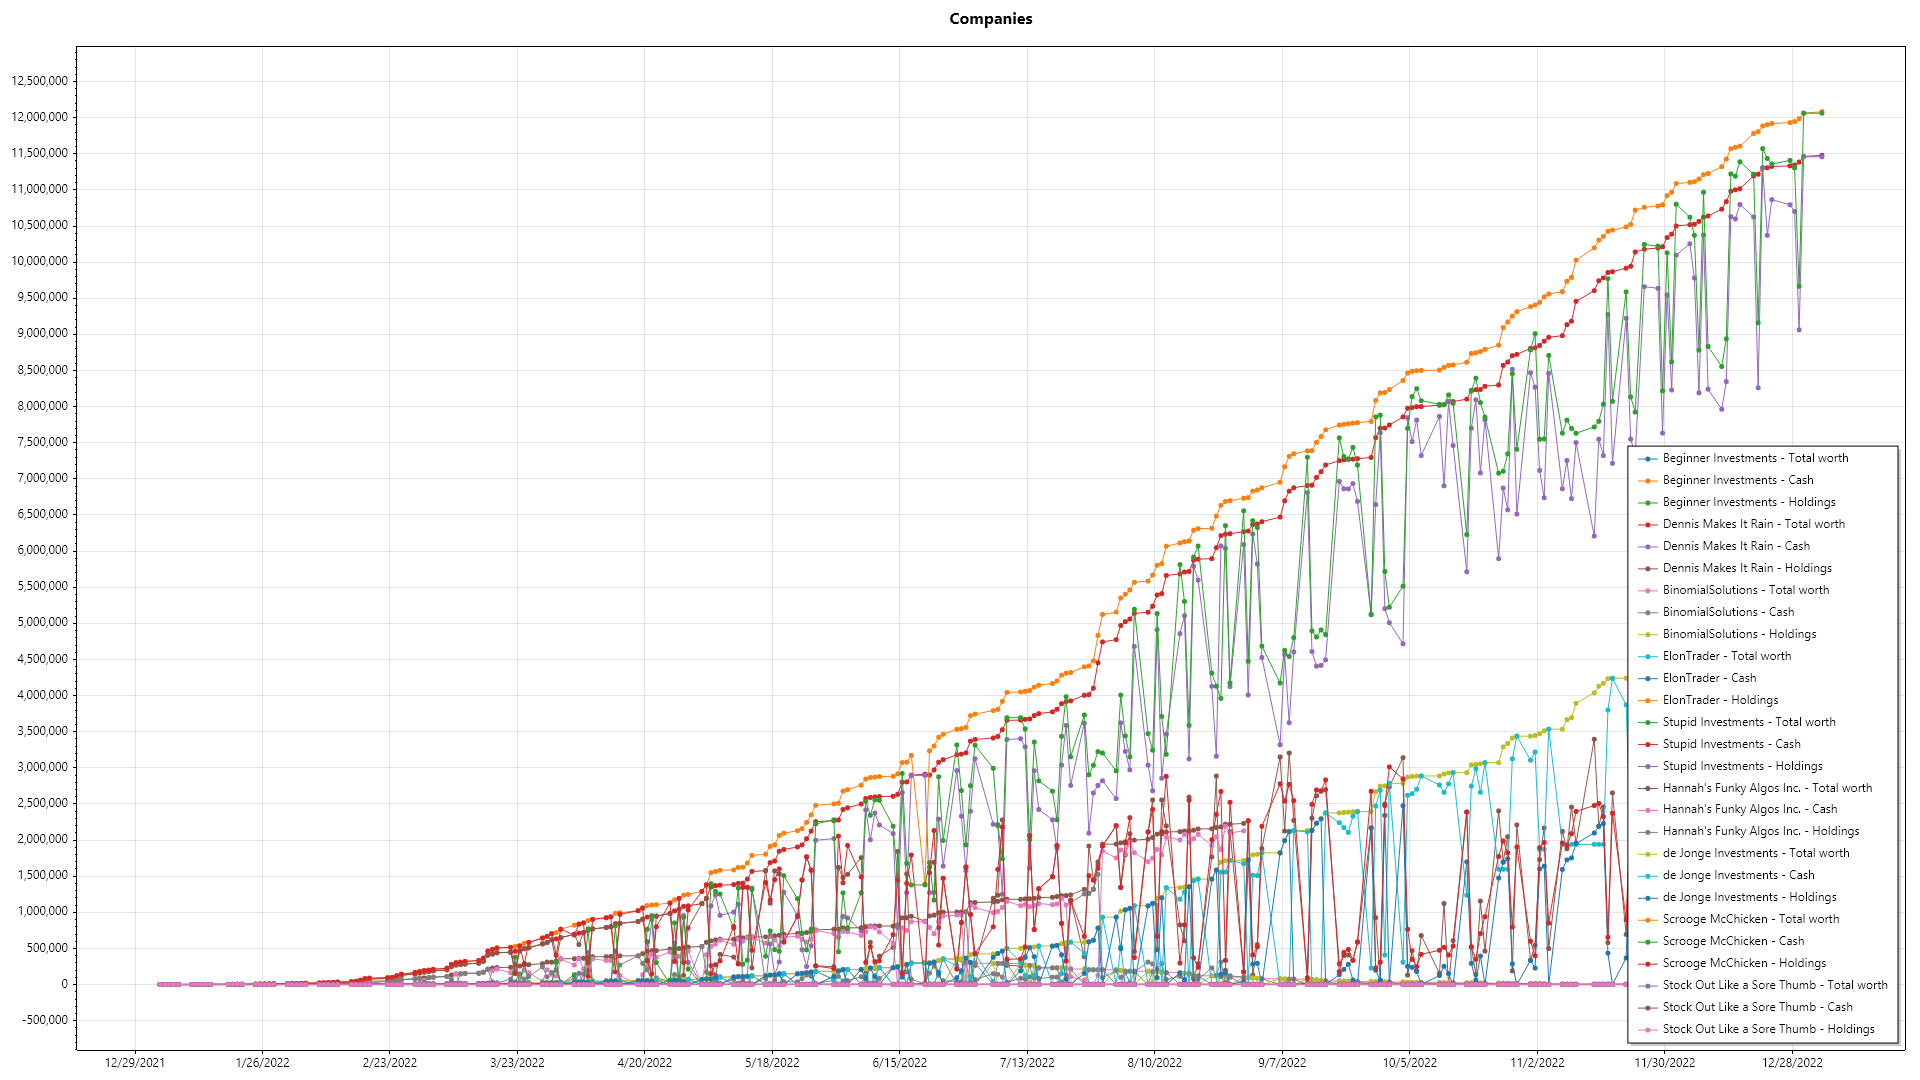 Companies
12,500,000
12,000,000
11,500,000
11,000,000
10,500,000
10,000,000
9,500,000
9,000,000
8,500,000
8,000,000
7,500,000
7,000,000
6,500,000
6,000,000
5,500,000
5,000,000
4,500,000
4,000,000
3,500,000
3,000,000
2,500,000
2,000,000
1,500,000
1,000,000
500,000
0
-500,000
Beginner Investments - Total worth
Beginner Investments - Cash
Beginner Investments - Holdings
Dennis Makes It Rain - Total worth
Dennis Makes It Rain - Cash
Dennis Makes It Rain - Holdings
BinomialSolutions - Total worth
BinomialSolutions - Cash
BinomialSolutions - Holdings
ElonTrader - Total worth
ElonTrader - Cash
ElonTrader - Holdings
Stupid Investments - Total worth
Stupid Investments - Cash
Stupid Investments - Holdings
Hannah's Funky Algos Inc. - Total worth
Hannah's Funky Algos Inc. - Cash
Hannah's Funky Algos Inc. - Holdings
de Jonge Investments - Total worth
de Jonge Investments - Cash
de Jonge Investments - Holdings
Scrooge McChicken - Total worth
Scrooge McChicken - Cash
Scrooge McChicken - Holdings
Stock Out Like a Sore Thumb - Total worth
Stock Out Like a Sore Thumb - Cash
Stock Out Like a Sore Thumb - Holdings
12/29/2021 1/26/2022 2/23/2022 3/23/2022 4/20/2022 5/18/2022 6/15/2022 7/13/2022 8/10/2022 9/7/2022 10/5/2022 11/2/2022 11/30/2022 12/28/2022